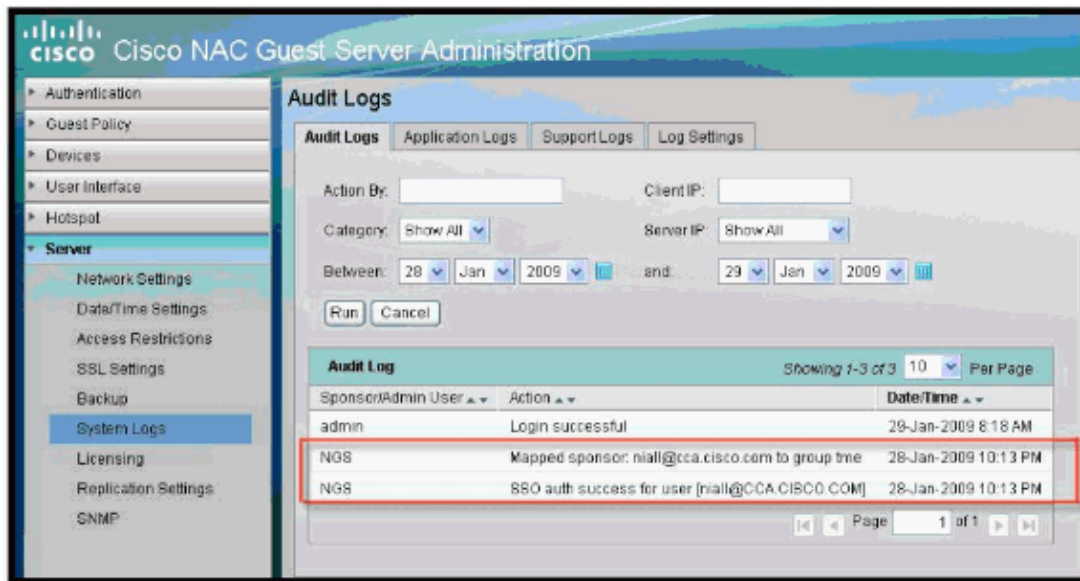 CISCO Cisco NAC Guest Server Administration
Authentication
Guest Policy
Devices
User Interface
Hotspot
Server
Network Settings
Date/Time Settings
Access Restrictions
SSL Settings
Backup
System Logs
Licensing
Replication Settings
SNMP
Audit Logs
Audit Logs Application Logs Support Logs Log Settings
Action By: Client IP:
Category: Show All Server IP: Show All
Between: 28 Jan 2009 and: 29 Jan 2009
Run Cancel
Audit Log Showing 1-3 of 3 10 Per Page
Sponsor/Admin User Action Date/Time
admin Login successful 29-Jan-2009 8:18 AM
NGS Mapped sponsor: niall@cca.cisco.com to group tme 28-Jan-2009 10:13 PM
NGS SSO auth success for user [niall@CCA.CISCO.COM] 28-Jan-2009 10:13 PM
Page 1 of 1